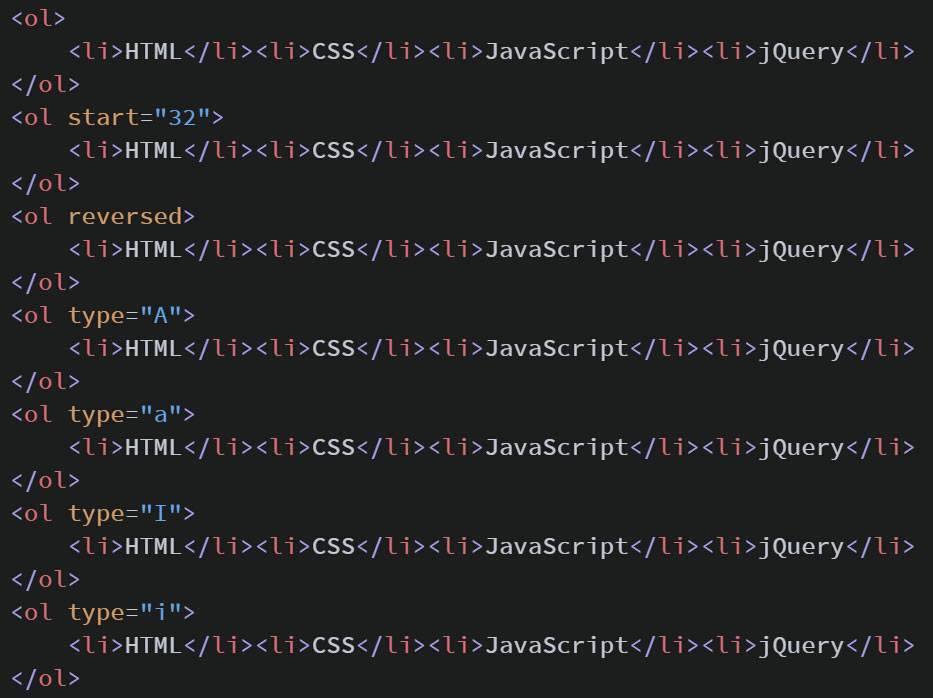 <ol>
    <li>HTML</li><li>CSS</li><li>JavaScript</li><li>jQuery</li>
</ol>
<ol start="32">
    <li>HTML</li><li>CSS</li><li>JavaScript</li><li>jQuery</li>
</ol>
<ol reversed>
    <li>HTML</li><li>CSS</li><li>JavaScript</li><li>jQuery</li>
</ol>
<ol type="A">
    <li>HTML</li><li>CSS</li><li>JavaScript</li><li>jQuery</li>
</ol>
<ol type="a">
    <li>HTML</li><li>CSS</li><li>JavaScript</li><li>jQuery</li>
</ol>
<ol type="I">
    <li>HTML</li><li>CSS</li><li>JavaScript</li><li>jQuery</li>
</ol>
<ol type="i">
    <li>HTML</li><li>CSS</li><li>JavaScript</li><li>jQuery</li>
</ol>